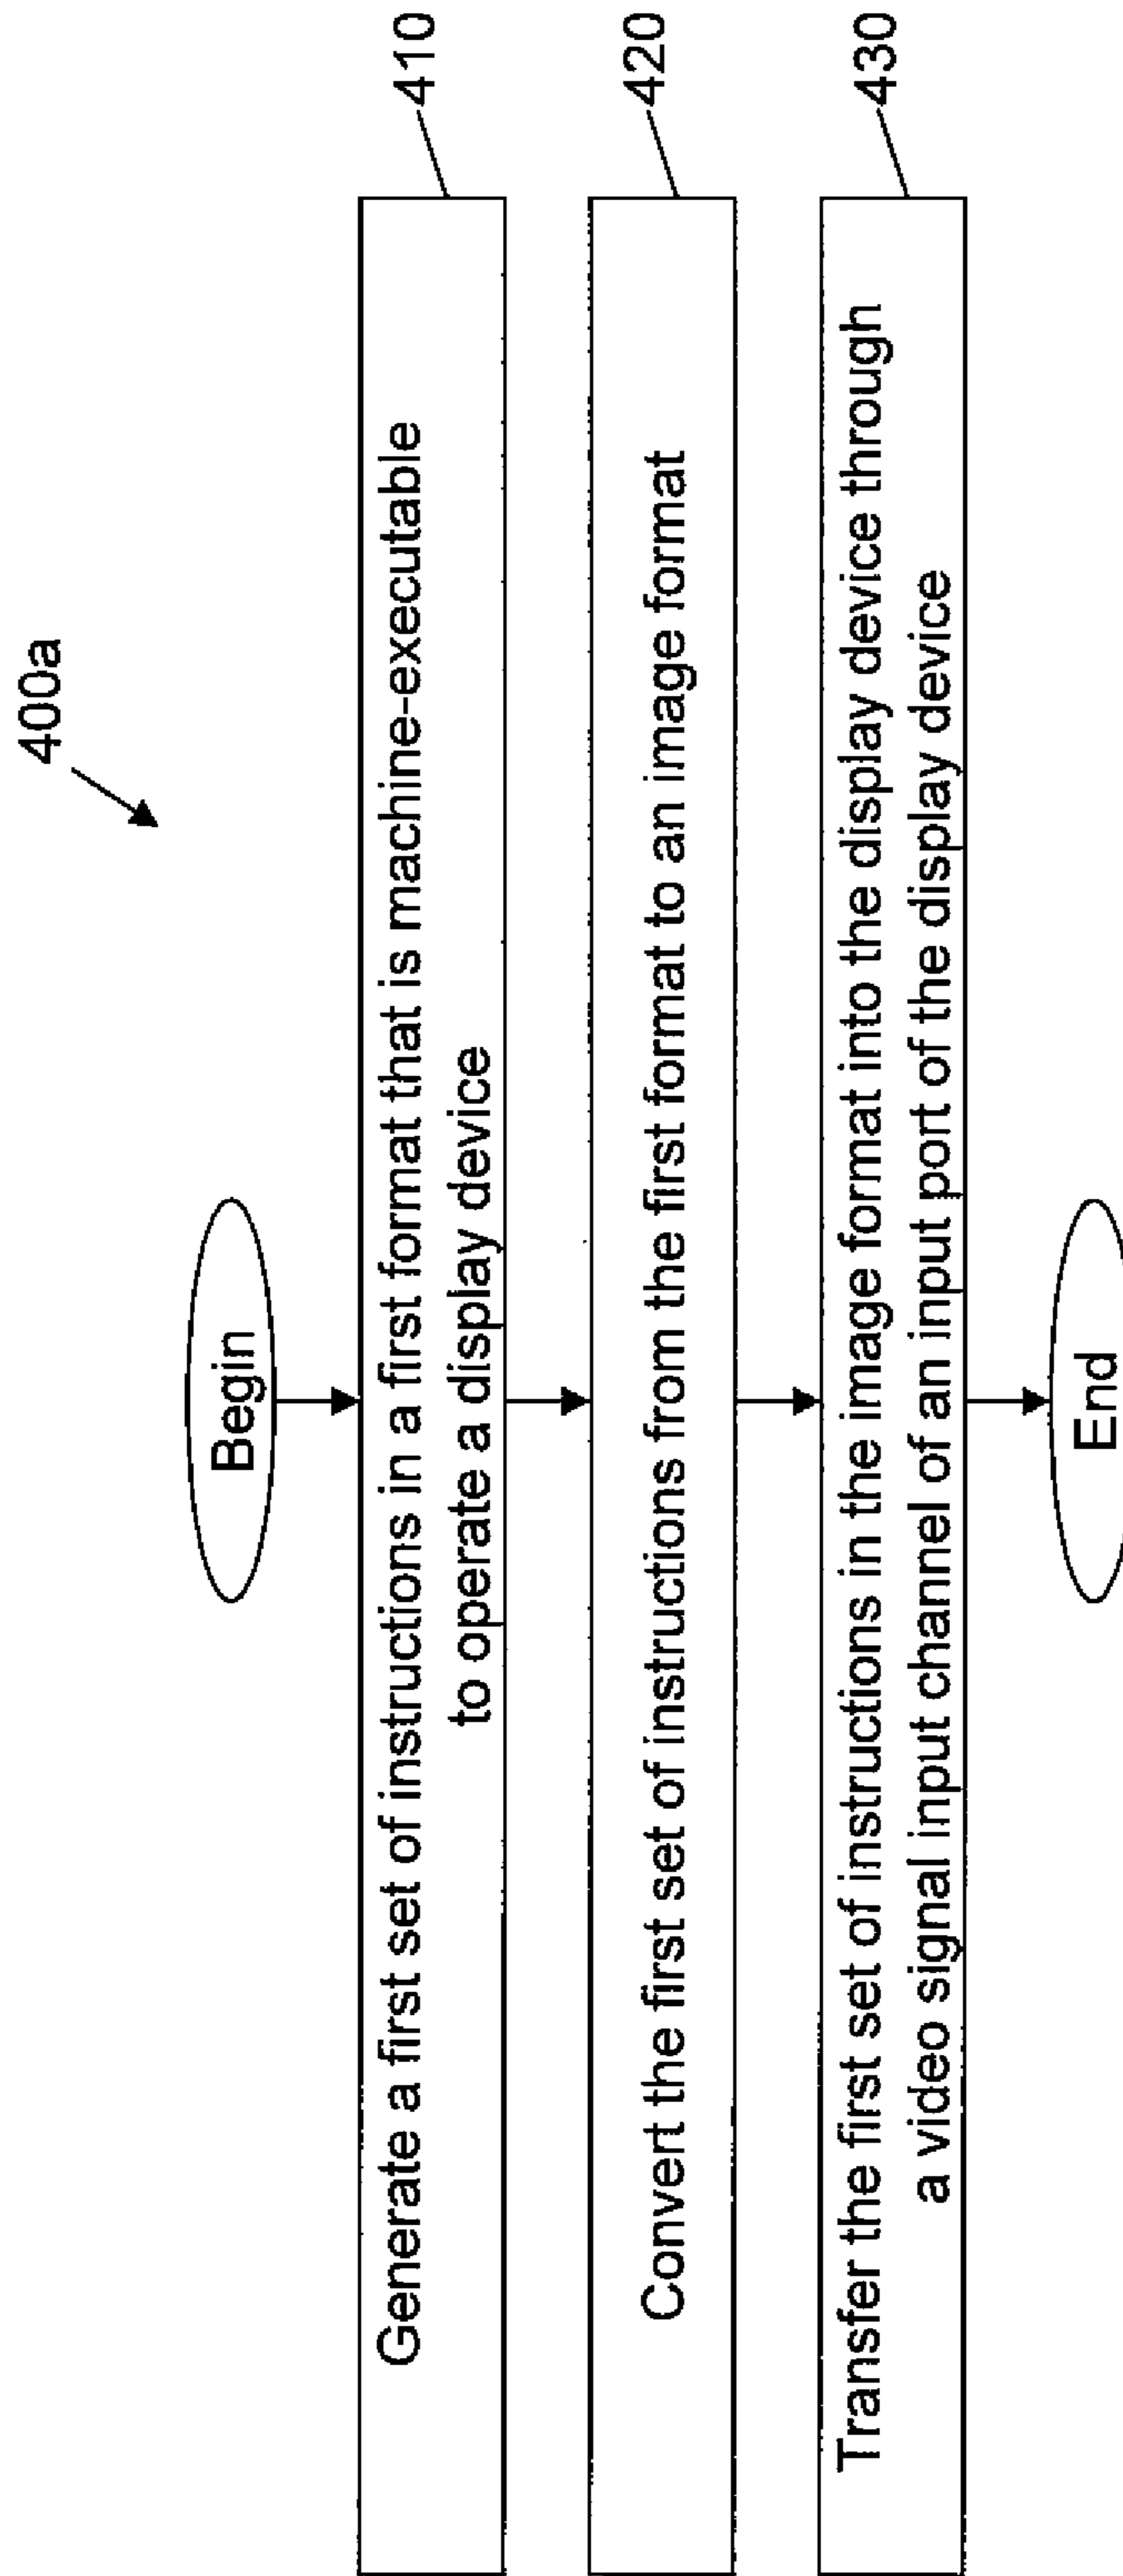 400a
Begin
Generate a first set of instructions in a first format that is machine-executable
to operate a display device
410
Convert the first set of instructions from the first format to an image format
420
Transfer the first set of instructions in the image format into the display device through
a video signal input channel of an input port of the display device
430
End